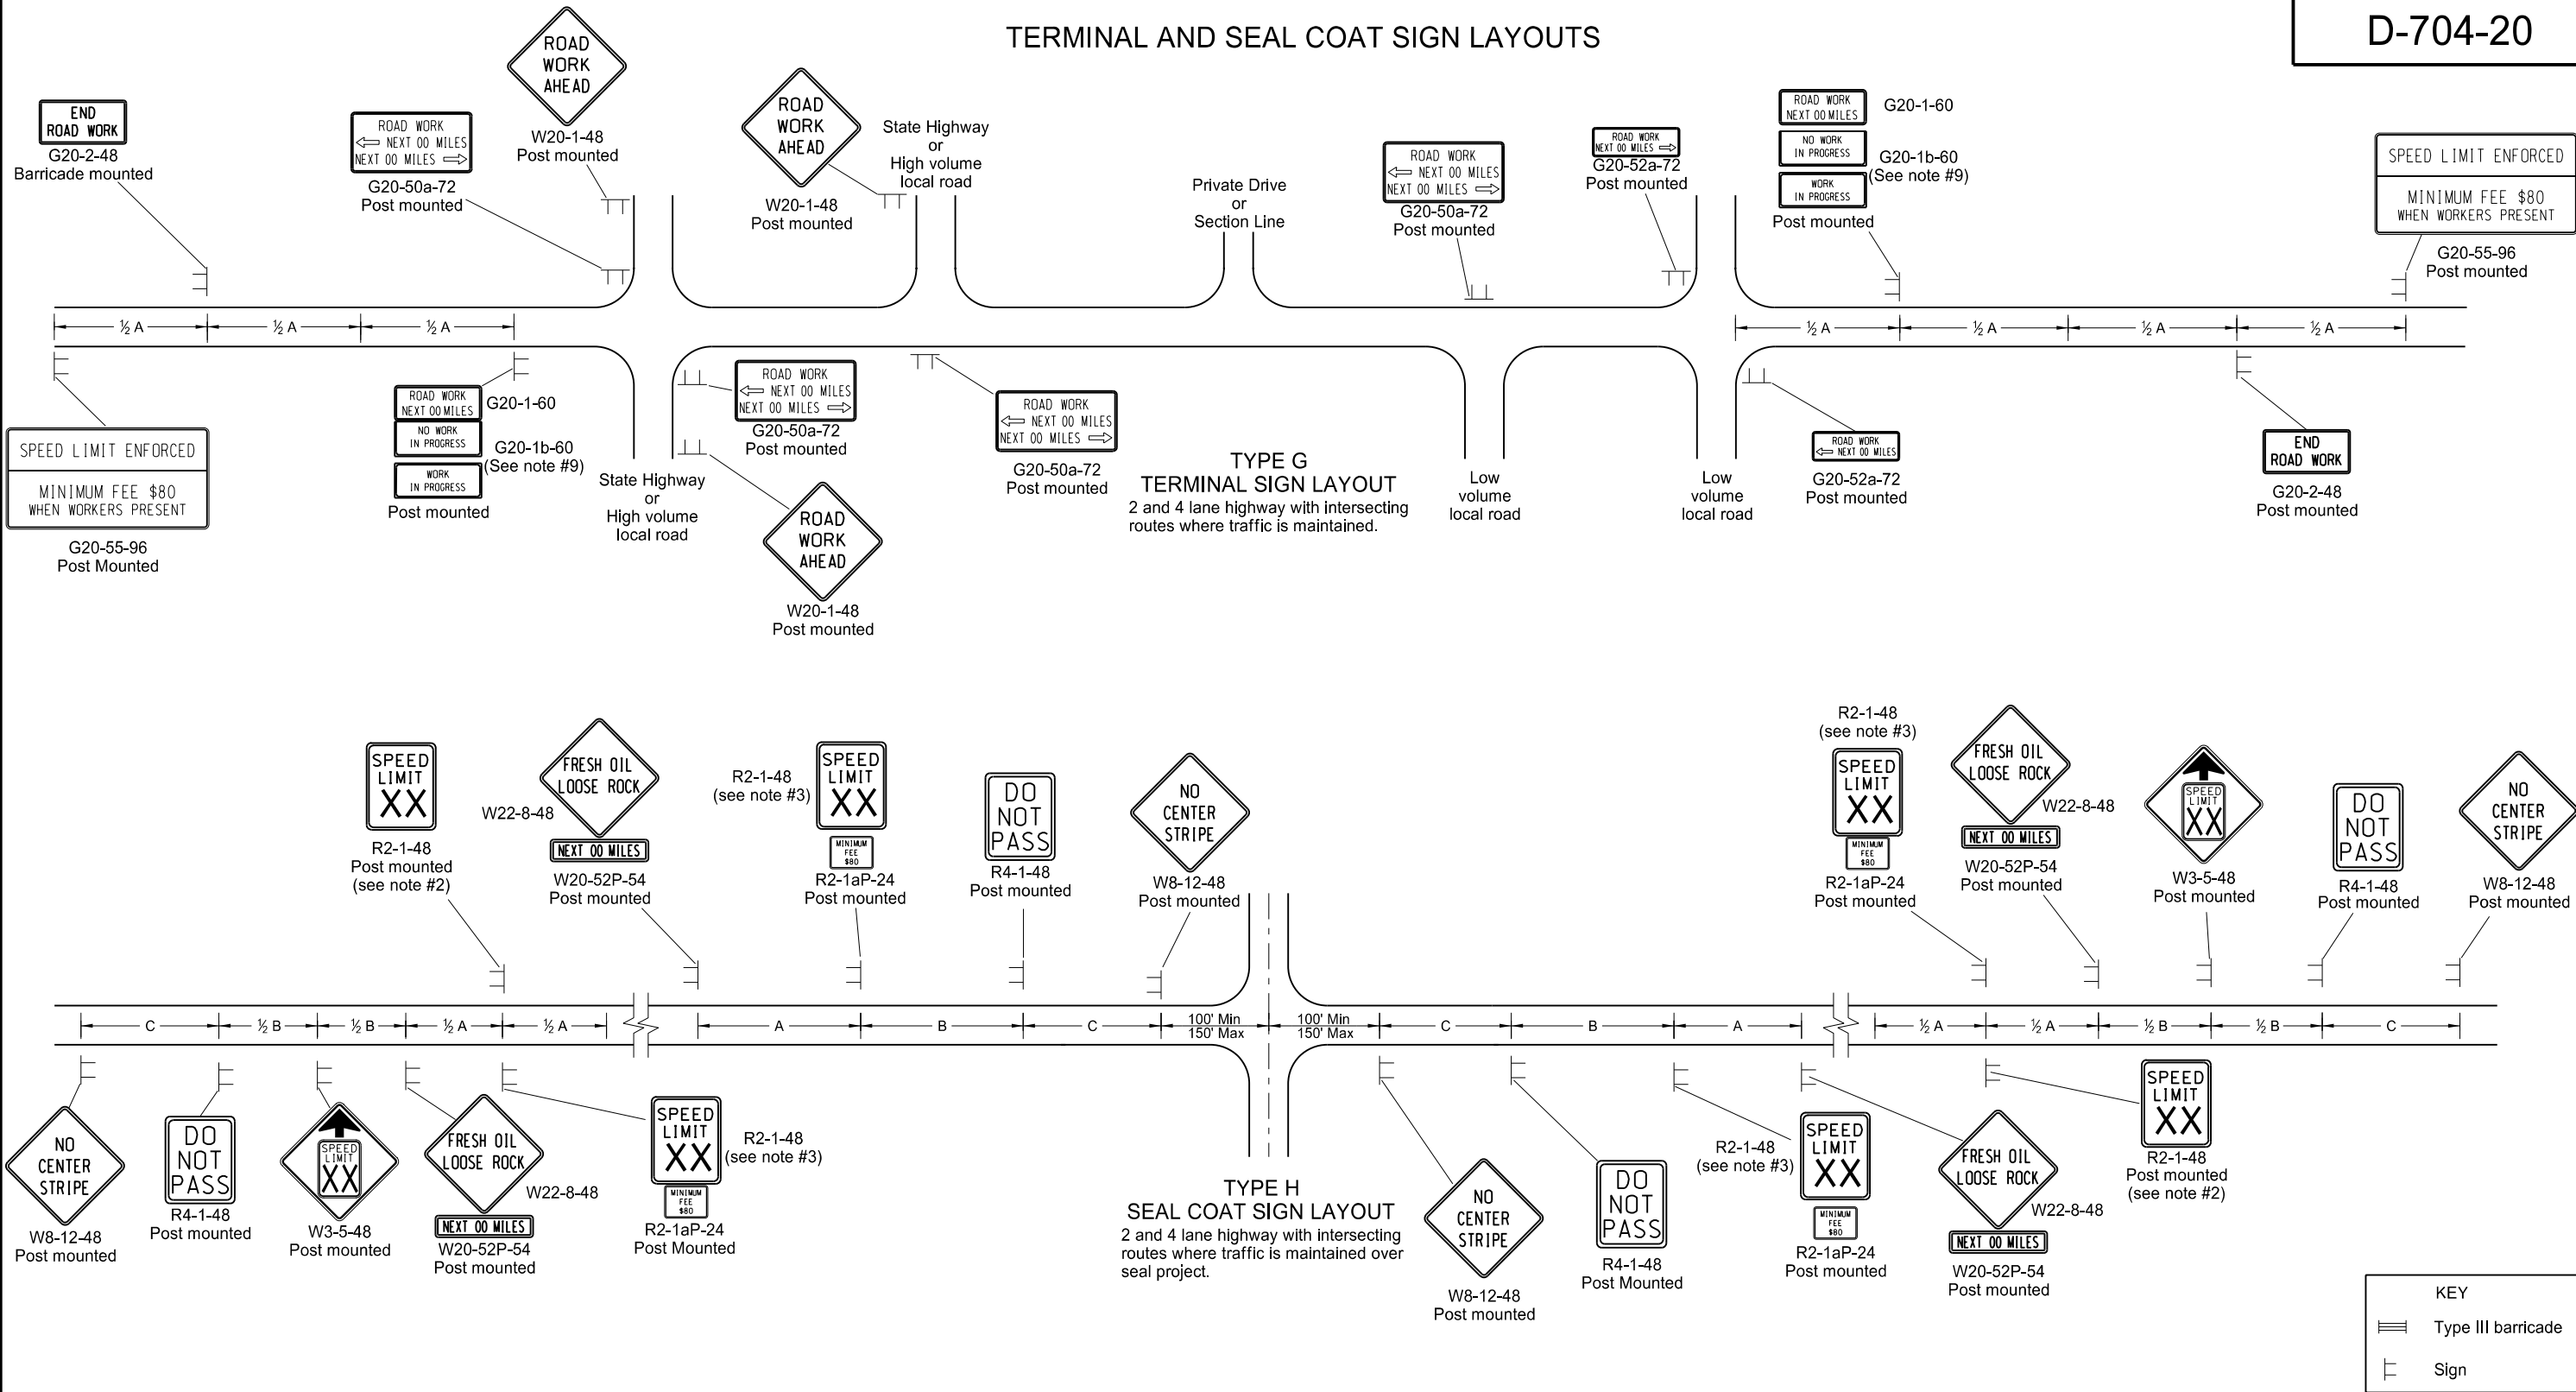 TERMINAL AND SEAL COAT SIGN LAYOUTS
D-704-20
END
ROAD WORK
G20-2-48
Barricade mounted
ROAD WORK
NEXT 00 MILES
NEXT 00 MILES
G20-50a-72
Post mounted
ROAD
WORK
AHEAD
W20-1-48
Post mounted
ROAD
WORK
AHEAD
W20-1-48
Post mounted
State Highway
or
High volume
local road
Private Drive
or
Section Line
ROAD WORK
NEXT 00 MILES
NEXT 00 MILES
G20-50a-72
Post mounted
ROAD WORK
NEXT 00 MILES
G20-52a-72
Post mounted
ROAD WORK
NEXT 00 MILES
G20-1-60
NO WORK
IN PROGRESS
G20-1b-60
(See note #9)
WORK
IN PROGRESS
Post mounted
SPEED LIMIT ENFORCED
MINIMUM FEE $80
WHEN WORKERS PRESENT
G20-55-96
Post mounted
½ A
½ A
½ A
½ A
½ A
½ A
½ A
SPEED LIMIT ENFORCED
MINIMUM FEE $80
WHEN WORKERS PRESENT
G20-55-96
Post Mounted
ROAD WORK
NEXT 00 MILES
G20-1-60
NO WORK
IN PROGRESS
G20-1b-60
(See note #9)
WORK
IN PROGRESS
Post mounted
State Highway
or
High volume
local road
ROAD WORK
NEXT 00 MILES
NEXT 00 MILES
G20-50a-72
Post mounted
ROAD
WORK
AHEAD
W20-1-48
Post mounted
ROAD WORK
NEXT 00 MILES
NEXT 00 MILES
G20-50a-72
Post mounted
TYPE G
TERMINAL SIGN LAYOUT
2 and 4 lane highway with intersecting
routes where traffic is maintained.
Low
volume
local road
Low
volume
local road
ROAD WORK
NEXT 00 MILES
G20-52a-72
Post mounted
END
ROAD WORK
G20-2-48
Post mounted
SPEED
LIMIT
XX
R2-1-48
Post mounted
(see note #2)
FRESH OIL
LOOSE ROCK
W22-8-48
NEXT 00 MILES
W20-52P-54
Post mounted
R2-1-48
(see note #3)
SPEED
LIMIT
XX
MINIMUM
FEE
$80
R2-1aP-24
Post mounted
DO
NOT
PASS
R4-1-48
Post mounted
NO
CENTER
STRIPE
W8-12-48
Post mounted
R2-1-48
(see note #3)
SPEED
LIMIT
XX
MINIMUM
FEE
$80
R2-1aP-24
Post mounted
FRESH OIL
LOOSE ROCK
W22-8-48
NEXT 00 MILES
W20-52P-54
Post mounted
SPEED
LIMIT
XX
W3-5-48
Post mounted
DO
NOT
PASS
R4-1-48
Post mounted
NO
CENTER
STRIPE
W8-12-48
Post mounted
C
½ B
½ B
½ A
½ A
A
B
C
100' Min
150' Max
100' Min
150' Max
C
B
A
½ A
½ A
½ B
½ B
C
NO
CENTER
STRIPE
W8-12-48
Post mounted
DO
NOT
PASS
R4-1-48
Post mounted
SPEED
LIMIT
XX
W3-5-48
Post mounted
FRESH OIL
LOOSE ROCK
W22-8-48
NEXT 00 MILES
W20-52P-54
Post mounted
SPEED
LIMIT
XX
R2-1-48
(see note #3)
MINIMUM
FEE
$80
R2-1aP-24
Post Mounted
TYPE H
SEAL COAT SIGN LAYOUT
2 and 4 lane highway with intersecting
routes where traffic is maintained over
seal project.
NO
CENTER
STRIPE
W8-12-48
Post mounted
DO
NOT
PASS
R4-1-48
Post Mounted
R2-1-48
(see note #3)
SPEED
LIMIT
XX
MINIMUM
FEE
$80
R2-1aP-24
Post mounted
FRESH OIL
LOOSE ROCK
W22-8-48
NEXT 00 MILES
W20-52P-54
Post mounted
SPEED
LIMIT
XX
R2-1-48
Post mounted
(see note #2)
KEY
Type III barricade
Sign